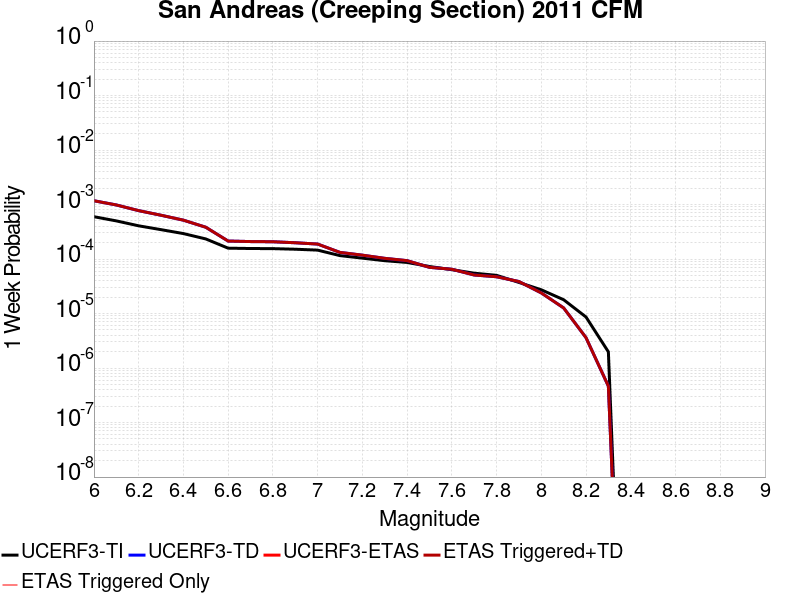 San Andreas (Creeping Section) 2011 CFM
1 Week Probability
10^0
10^-1
10^-2
10^-3
10^-4
10^-5
10^-6
10^-7
10^-8
6 6.2 6.4 6.6 6.8 7 7.2 7.4 7.6 7.8 8 8.2 8.4 8.6 8.8 9
Magnitude
UCERF3-TI UCERF3-TD UCERF3-ETAS ETAS Triggered+TD
ETAS Triggered Only